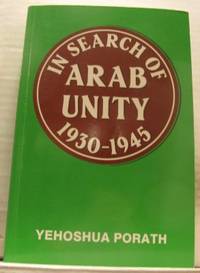 IN SEARCH OF
ARAB
UNITY
1930-1945
YEHOSHUA PORATH